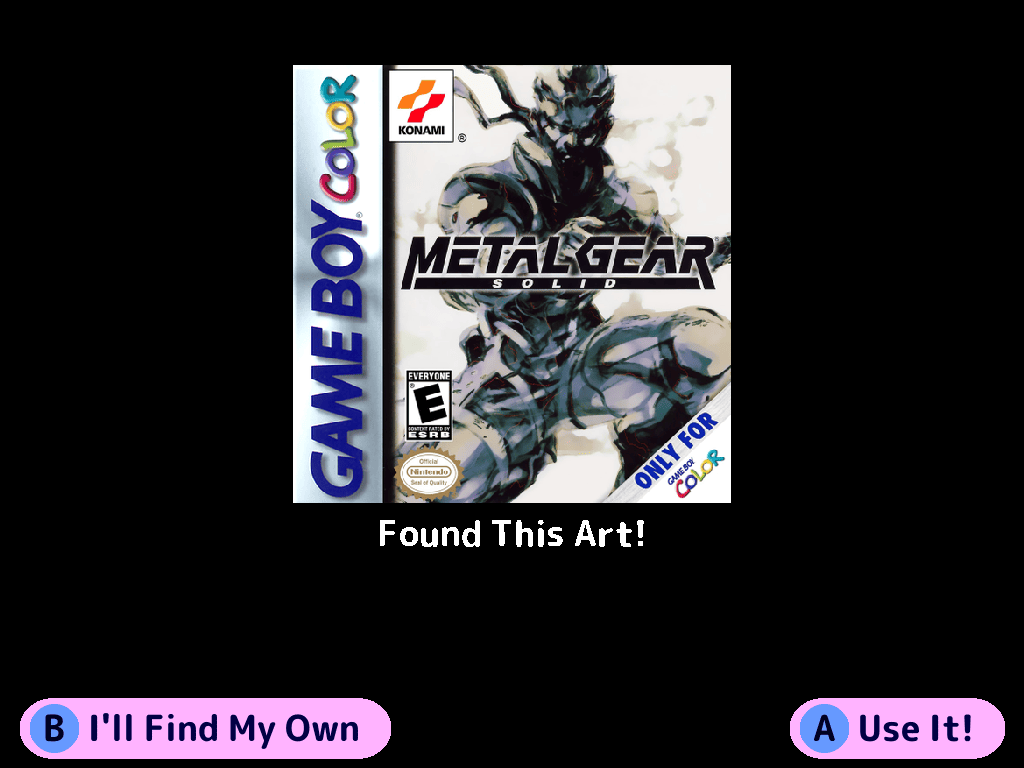 GAME BOY COLOR
KONAMI
®
METAL GEAR
SOLID
EVERYONE
E
CONTENT RATED BY
ESRB
Official
Nintendo
Seal of Quality
ONLY FOR
GAME BOY
COLOR
Found This Art!
B I'll Find My Own
A Use It!